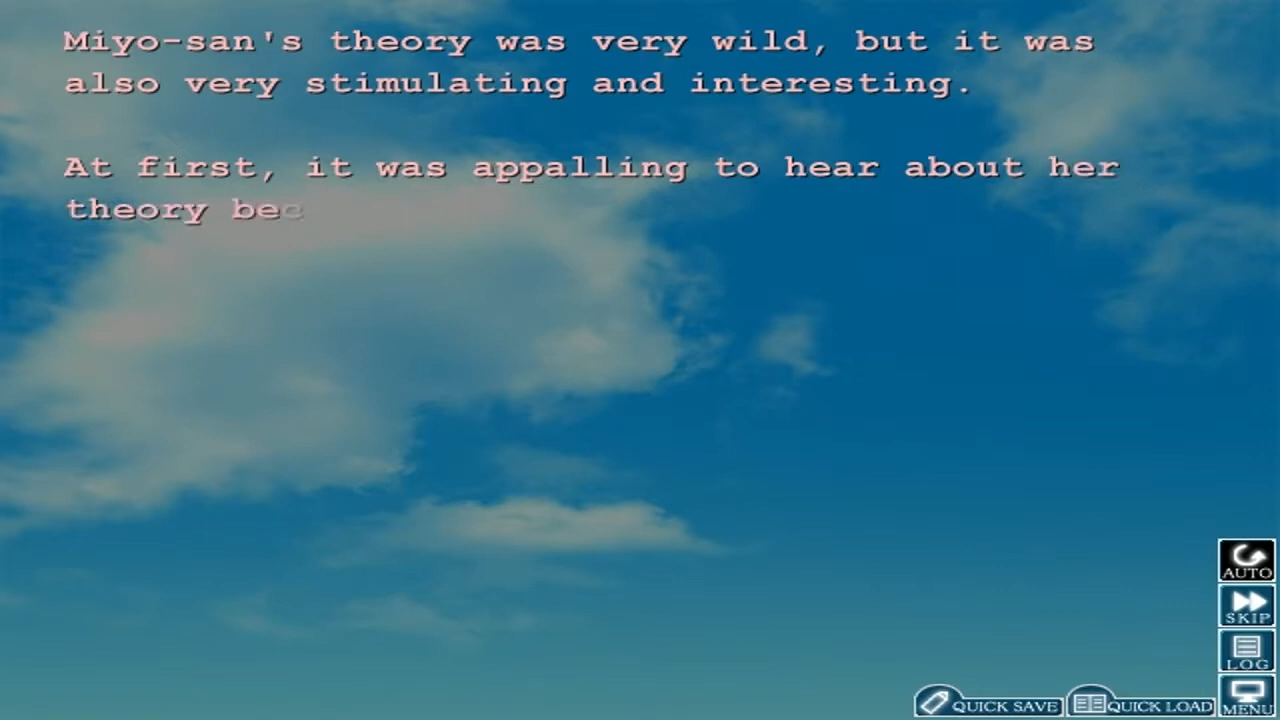 Miyo-san's theory was very wild, but it was
also very stimulating and interesting.
At first, it was appalling to hear about her
theory bec
AUTO
SKIP
LOG
QUICK SAVE
QUICK LOAD
MENU